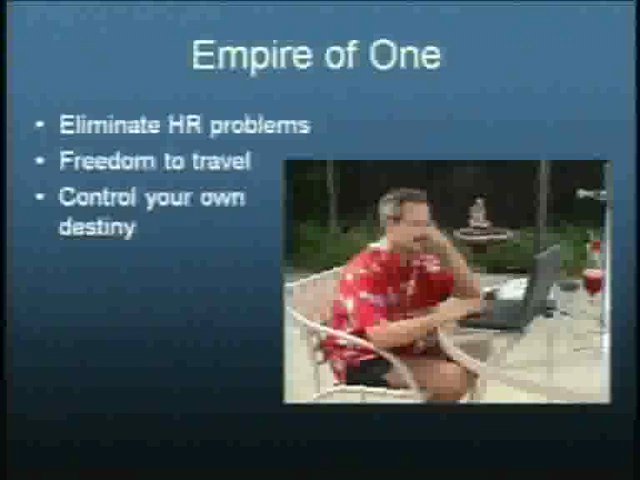 Empire of One
• Eliminate HR problems
• Freedom to travel
• Control your own
destiny